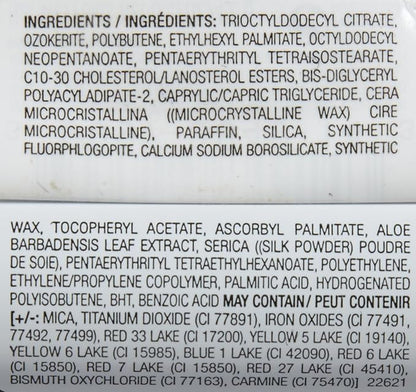 INGREDIENTS / INGRÉDIENTS: TRIOCTYLDODECYL CITRATE,
OZOKERITE, POLYBUTENE, ETHYLHEXYL PALMITATE, OCTYLDODECYL
NEOPENTANOATE, PENTAERYTHRITYL TETRAISOSTEARATE,
C10-30 CHOLESTEROL/LANOSTEROL ESTERS, BIS-DIGLYCERYL
POLYACYLADIPATE-2, CAPRYLIC/CAPRIC TRIGLYCERIDE, CERA
MICROCRISTALLINA ((MICROCRYSTALLINE WAX) CIRE
MICROCRISTALLINE), PARAFFIN, SILICA, SYNTHETIC
FLUORPHLOGOPITE, CALCIUM SODIUM BOROSILICATE, SYNTHETIC
WAX, TOCOPHERYL ACETATE, ASCORBYL PALMITATE, ALOE
BARBADENSIS LEAF EXTRACT, SERICA ((SILK POWDER) POUDRE
DE SOIE), PENTAERYTHRITYL TETRAETHYLHEXANOATE, POLYETHYLENE,
ETHYLENE/PROPYLENE COPOLYMER, PALMITIC ACID, HYDROGENATED
POLYISOBUTENE, BHT, BENZOIC ACID MAY CONTAIN / PEUT CONTENIR
[+/-: MICA, TITANIUM DIOXIDE (CI 77891), IRON OXIDES (CI 77491,
77492, 77499), RED 33 LAKE (CI 17200), YELLOW 5 LAKE (CI 19140),
YELLOW 6 LAKE (CI 15985), BLUE 1 LAKE (CI 42090), RED 6 LAKE
(CI 15850), RED 7 LAKE (CI 15850), RED 27 LAKE (CI 45410),
BISMUTH OXYCHLORIDE (CI 77163), CARMINE (CI 75470)] 2262